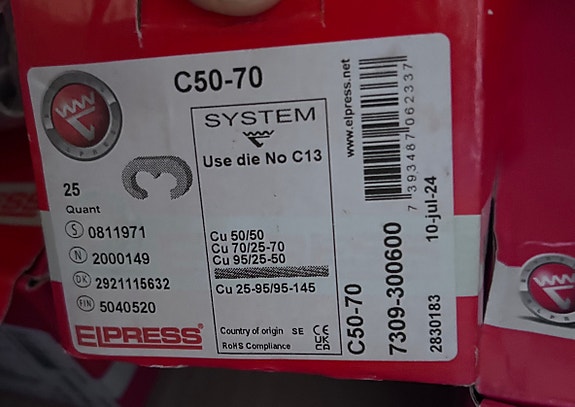 C50-70
SYSTEM
Use die No C13
25
Quant
S 0811971
N 2000149
DK 2921115632
FIN 5040520
ELPRESS
Cu 50/50
Cu 70/25-70
Cu 95/25-50
Cu 25-95/95-145
Country of origin SE CE
RoHS Compliance UKCA
www.elpress.net
7 393487 062337
C50-70
7309-300600
10-jul-24
2830183